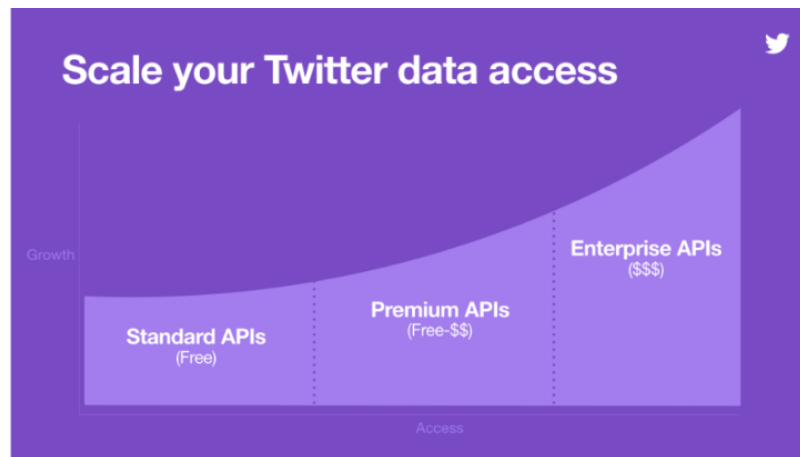 Scale your Twitter data access
Growth
Standard APIs
(Free)
Premium APIs
(Free-$$)
Enterprise APIs
($$$)
Access